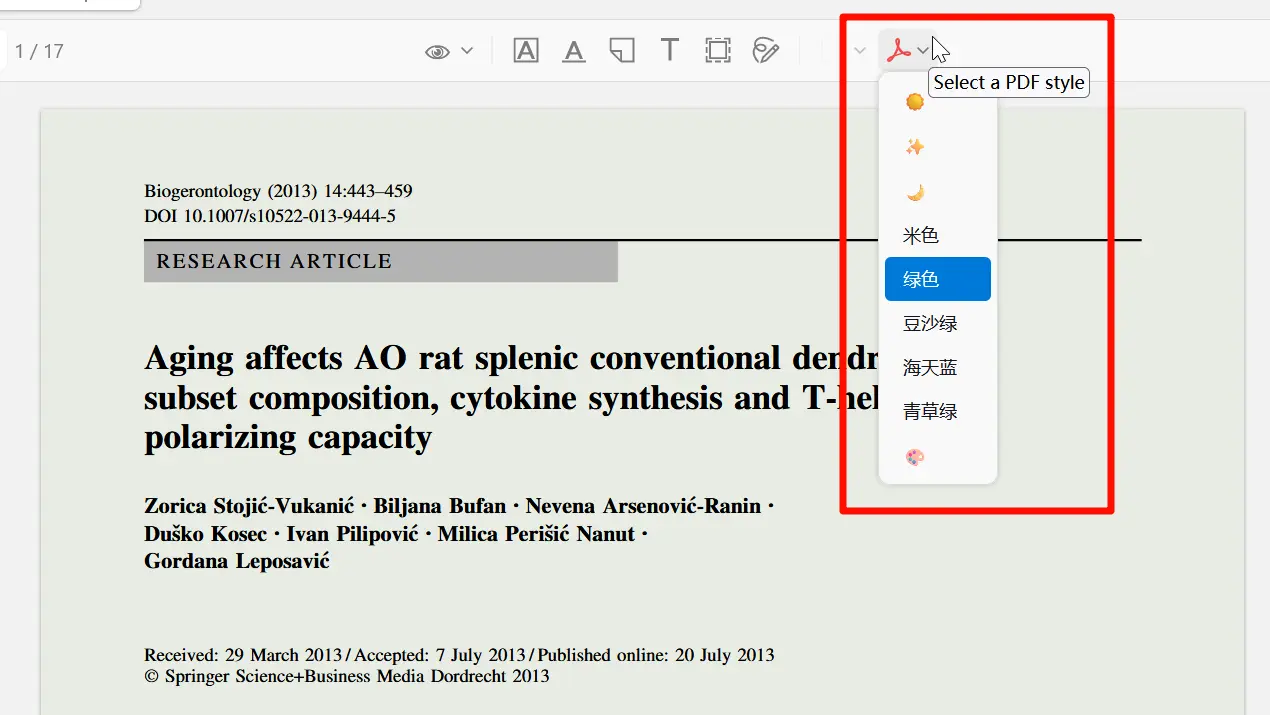 1 / 17
Select a PDF style
米色
绿色
豆沙绿
海天蓝
青草绿
Biogerontology (2013) 14:443–459
DOI 10.1007/s10522-013-9444-5
RESEARCH ARTICLE
Aging affects AO rat splenic conventional
subset composition, cytokine synthesis and
polarizing capacity
Zorica Stojić-Vukanić · Biljana Bufan · Nevena Arsenović-Ranin ·
Duško Kosec · Ivan Pilipović · Milica Perišić Nanut ·
Gordana Leposavić
Received: 29 March 2013 / Accepted: 7 July 2013 / Published online: 20 July 2013
© Springer Science+Business Media Dordrecht 2013